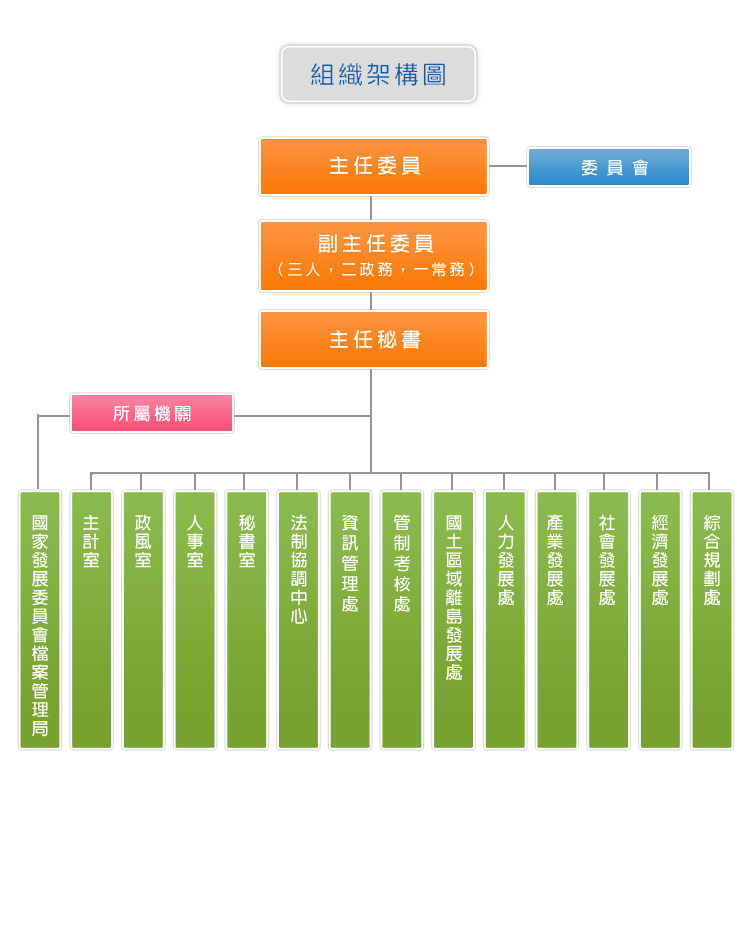 組織架構圖
主任委員
委員會
副主任委員
（三人，二政務，一常務）
主任秘書
所屬機關
國家發展委員會檔案管理局
主計室
政風室
人事室
秘書室
法制協調中心
資訊管理處
管制考核處
國土區域離島發展處
人力發展處
產業發展處
社會發展處
經濟發展處
綜合規劃處